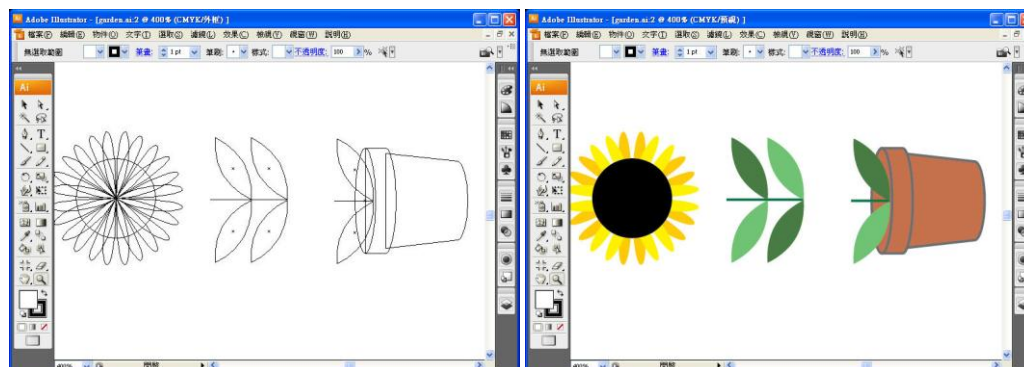 Adobe Illustrator - [garden.ai:2 @ 400% (CMYK/外框) ]
檔案(F) 編輯(E) 物件(O) 文字(T) 選取(S) 濾鏡(L) 效果(C) 檢視(V) 視窗(W) 說明(H)
無選取範圍 筆畫: 1 pt 筆刷: 樣式: 不透明度: 100 %
Ai
400%
Adobe Illustrator - [garden.ai:2 @ 400% (CMYK/預視) ]
檔案(F) 編輯(E) 物件(O) 文字(T) 選取(S) 濾鏡(L) 效果(C) 檢視(V) 視窗(W) 說明(H)
無選取範圍 筆畫: 1 pt 筆刷: 樣式: 不透明度: 100 %
Ai
400%